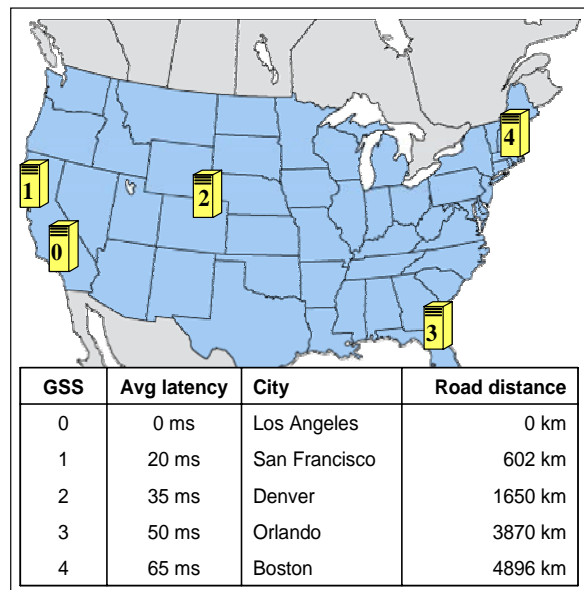 4
1
2
0
3
GSS Avg latency City Road distance
0 0 ms Los Angeles 0 km
1 20 ms San Francisco 602 km
2 35 ms Denver 1650 km
3 50 ms Orlando 3870 km
4 65 ms Boston 4896 km